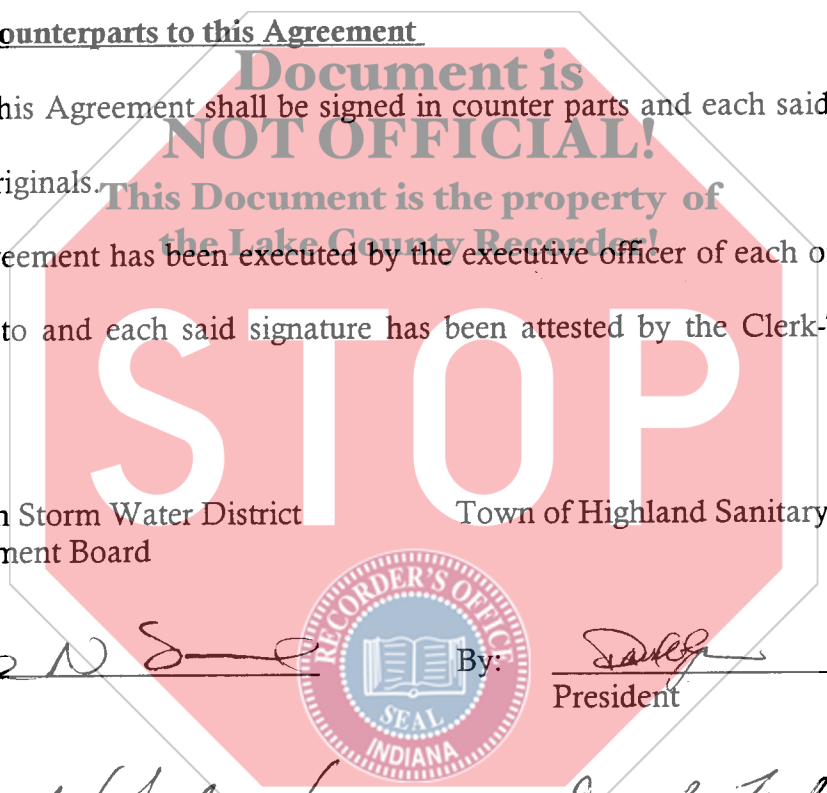 ounterparts to this Agreement
Document is
his Agreement shall be signed in counter parts and each said
NOT OFFICIAL!
riginals.
This Document is the property of
the Lake County Recorder!
eement has been executed by the executive officer of each o
to and each said signature has been attested by the Clerk-
STOP
n Storm Water District
ment Board
Town of Highland Sanitary
RECORDER'S OFFICE
SEAL
INDIANA
By:
President